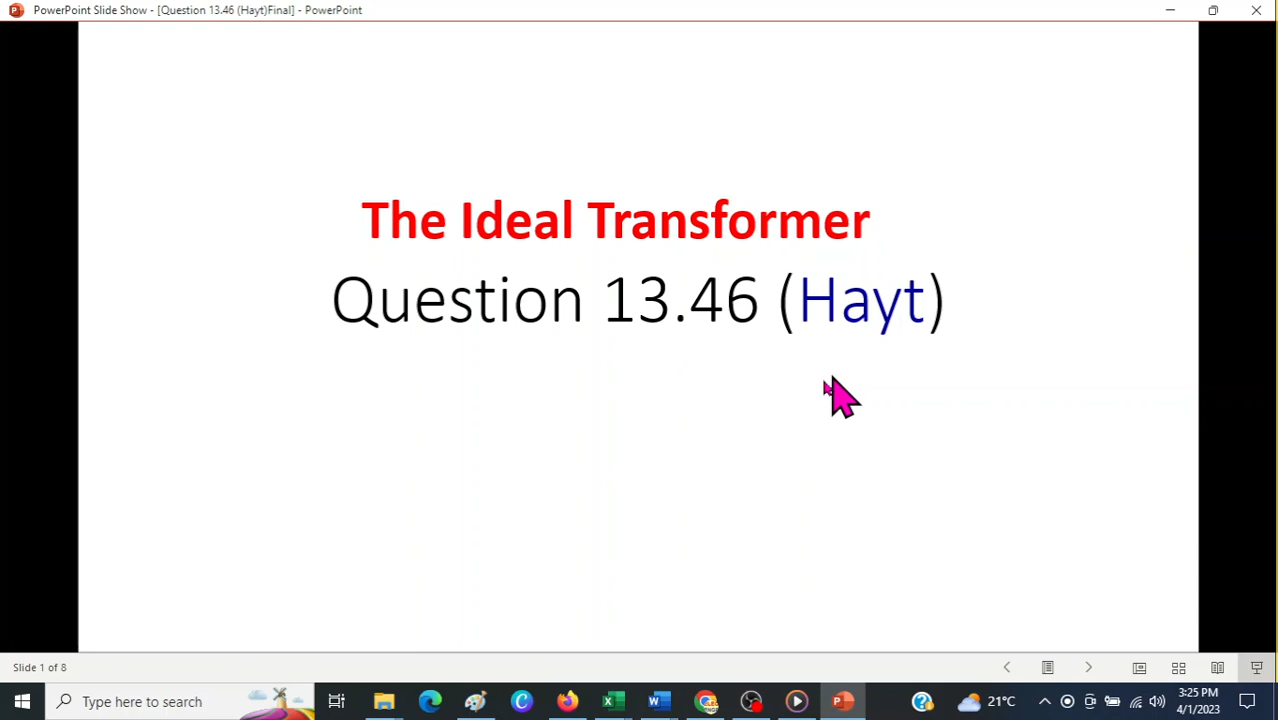 PowerPoint Slide Show - [Question 13.46 (Hayt)Final] - PowerPoint
The Ideal Transformer
Question 13.46 (Hayt)
Slide 1 of 8
Type here to search
21°C
3:25 PM
4/1/2023